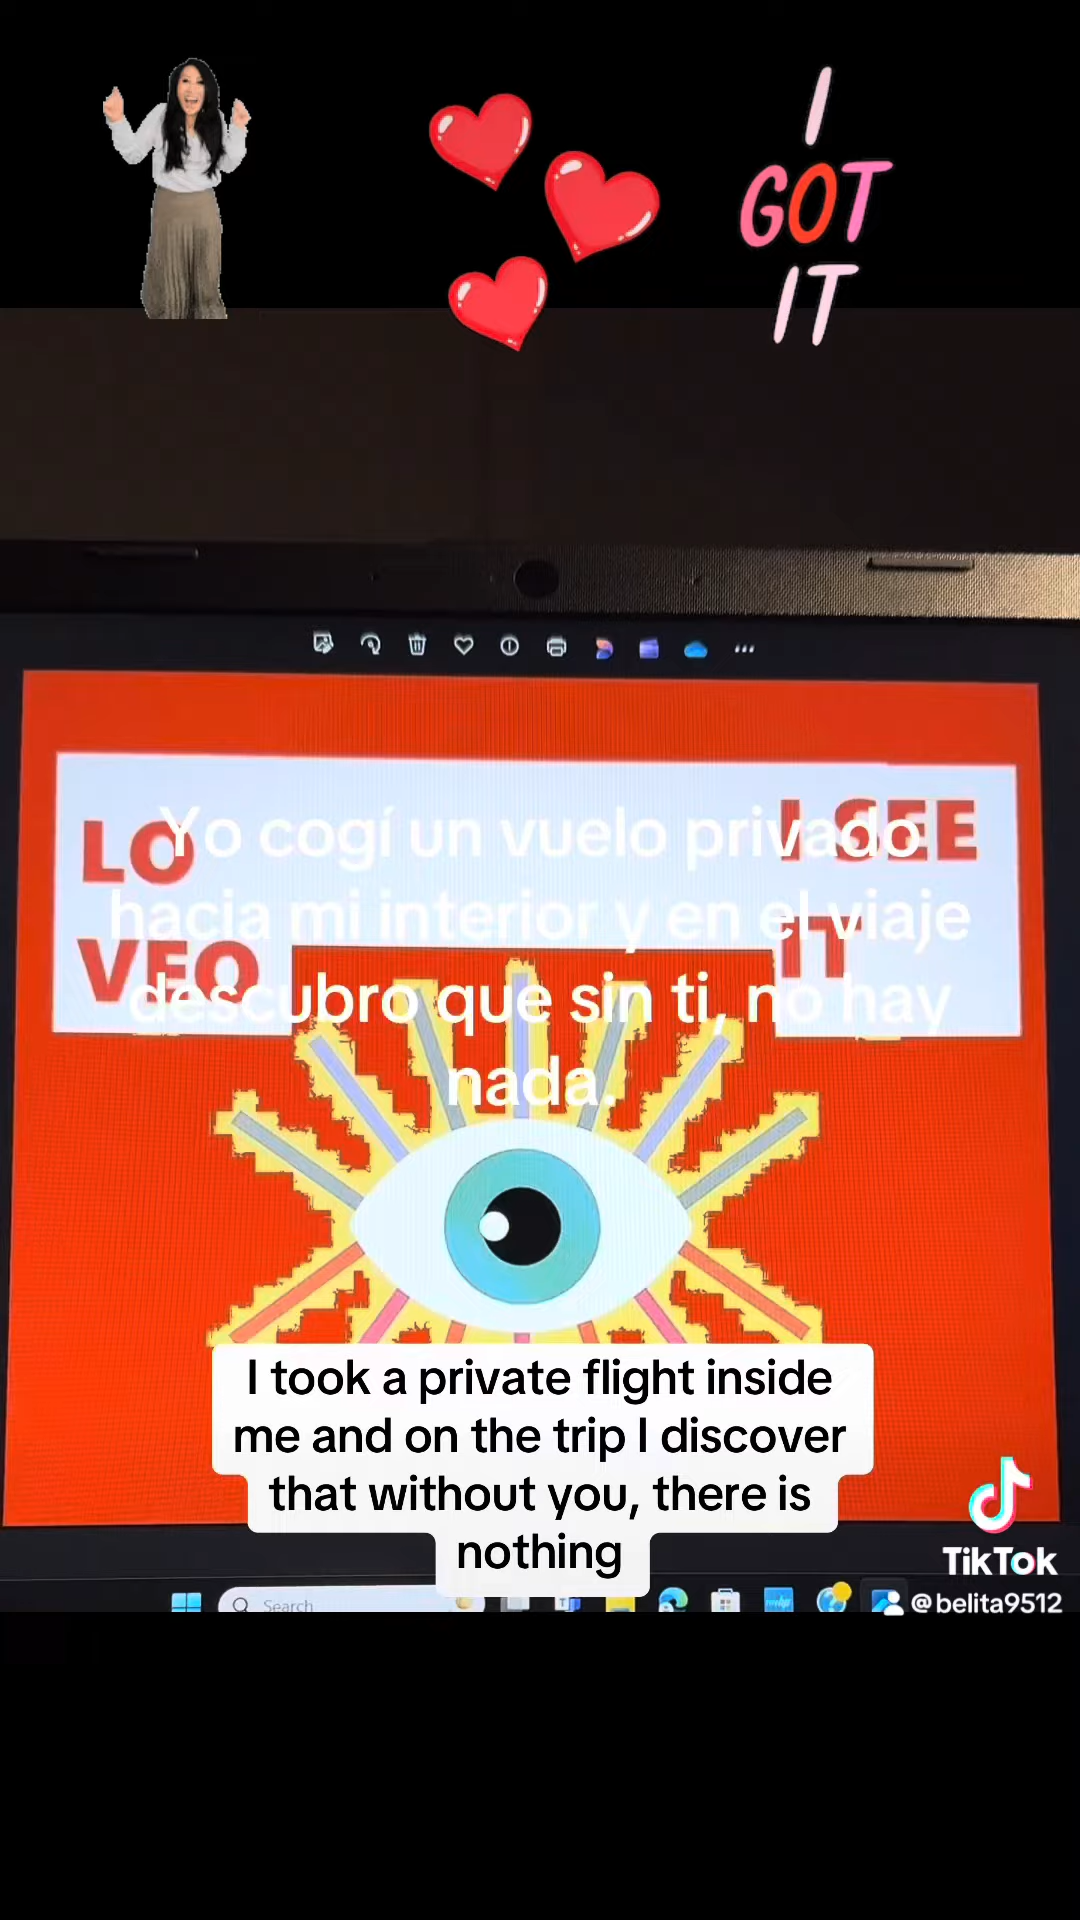 I
GOT
IT
LO
VEO
I SEE
IT
Yo cogí un vuelo privado
hacia mi interior y en el viaje
descubro que sin ti, no hay
nada.
I took a private flight inside
me and on the trip I discover
that without you, there is
nothing
TikTok
@belita9512
Search